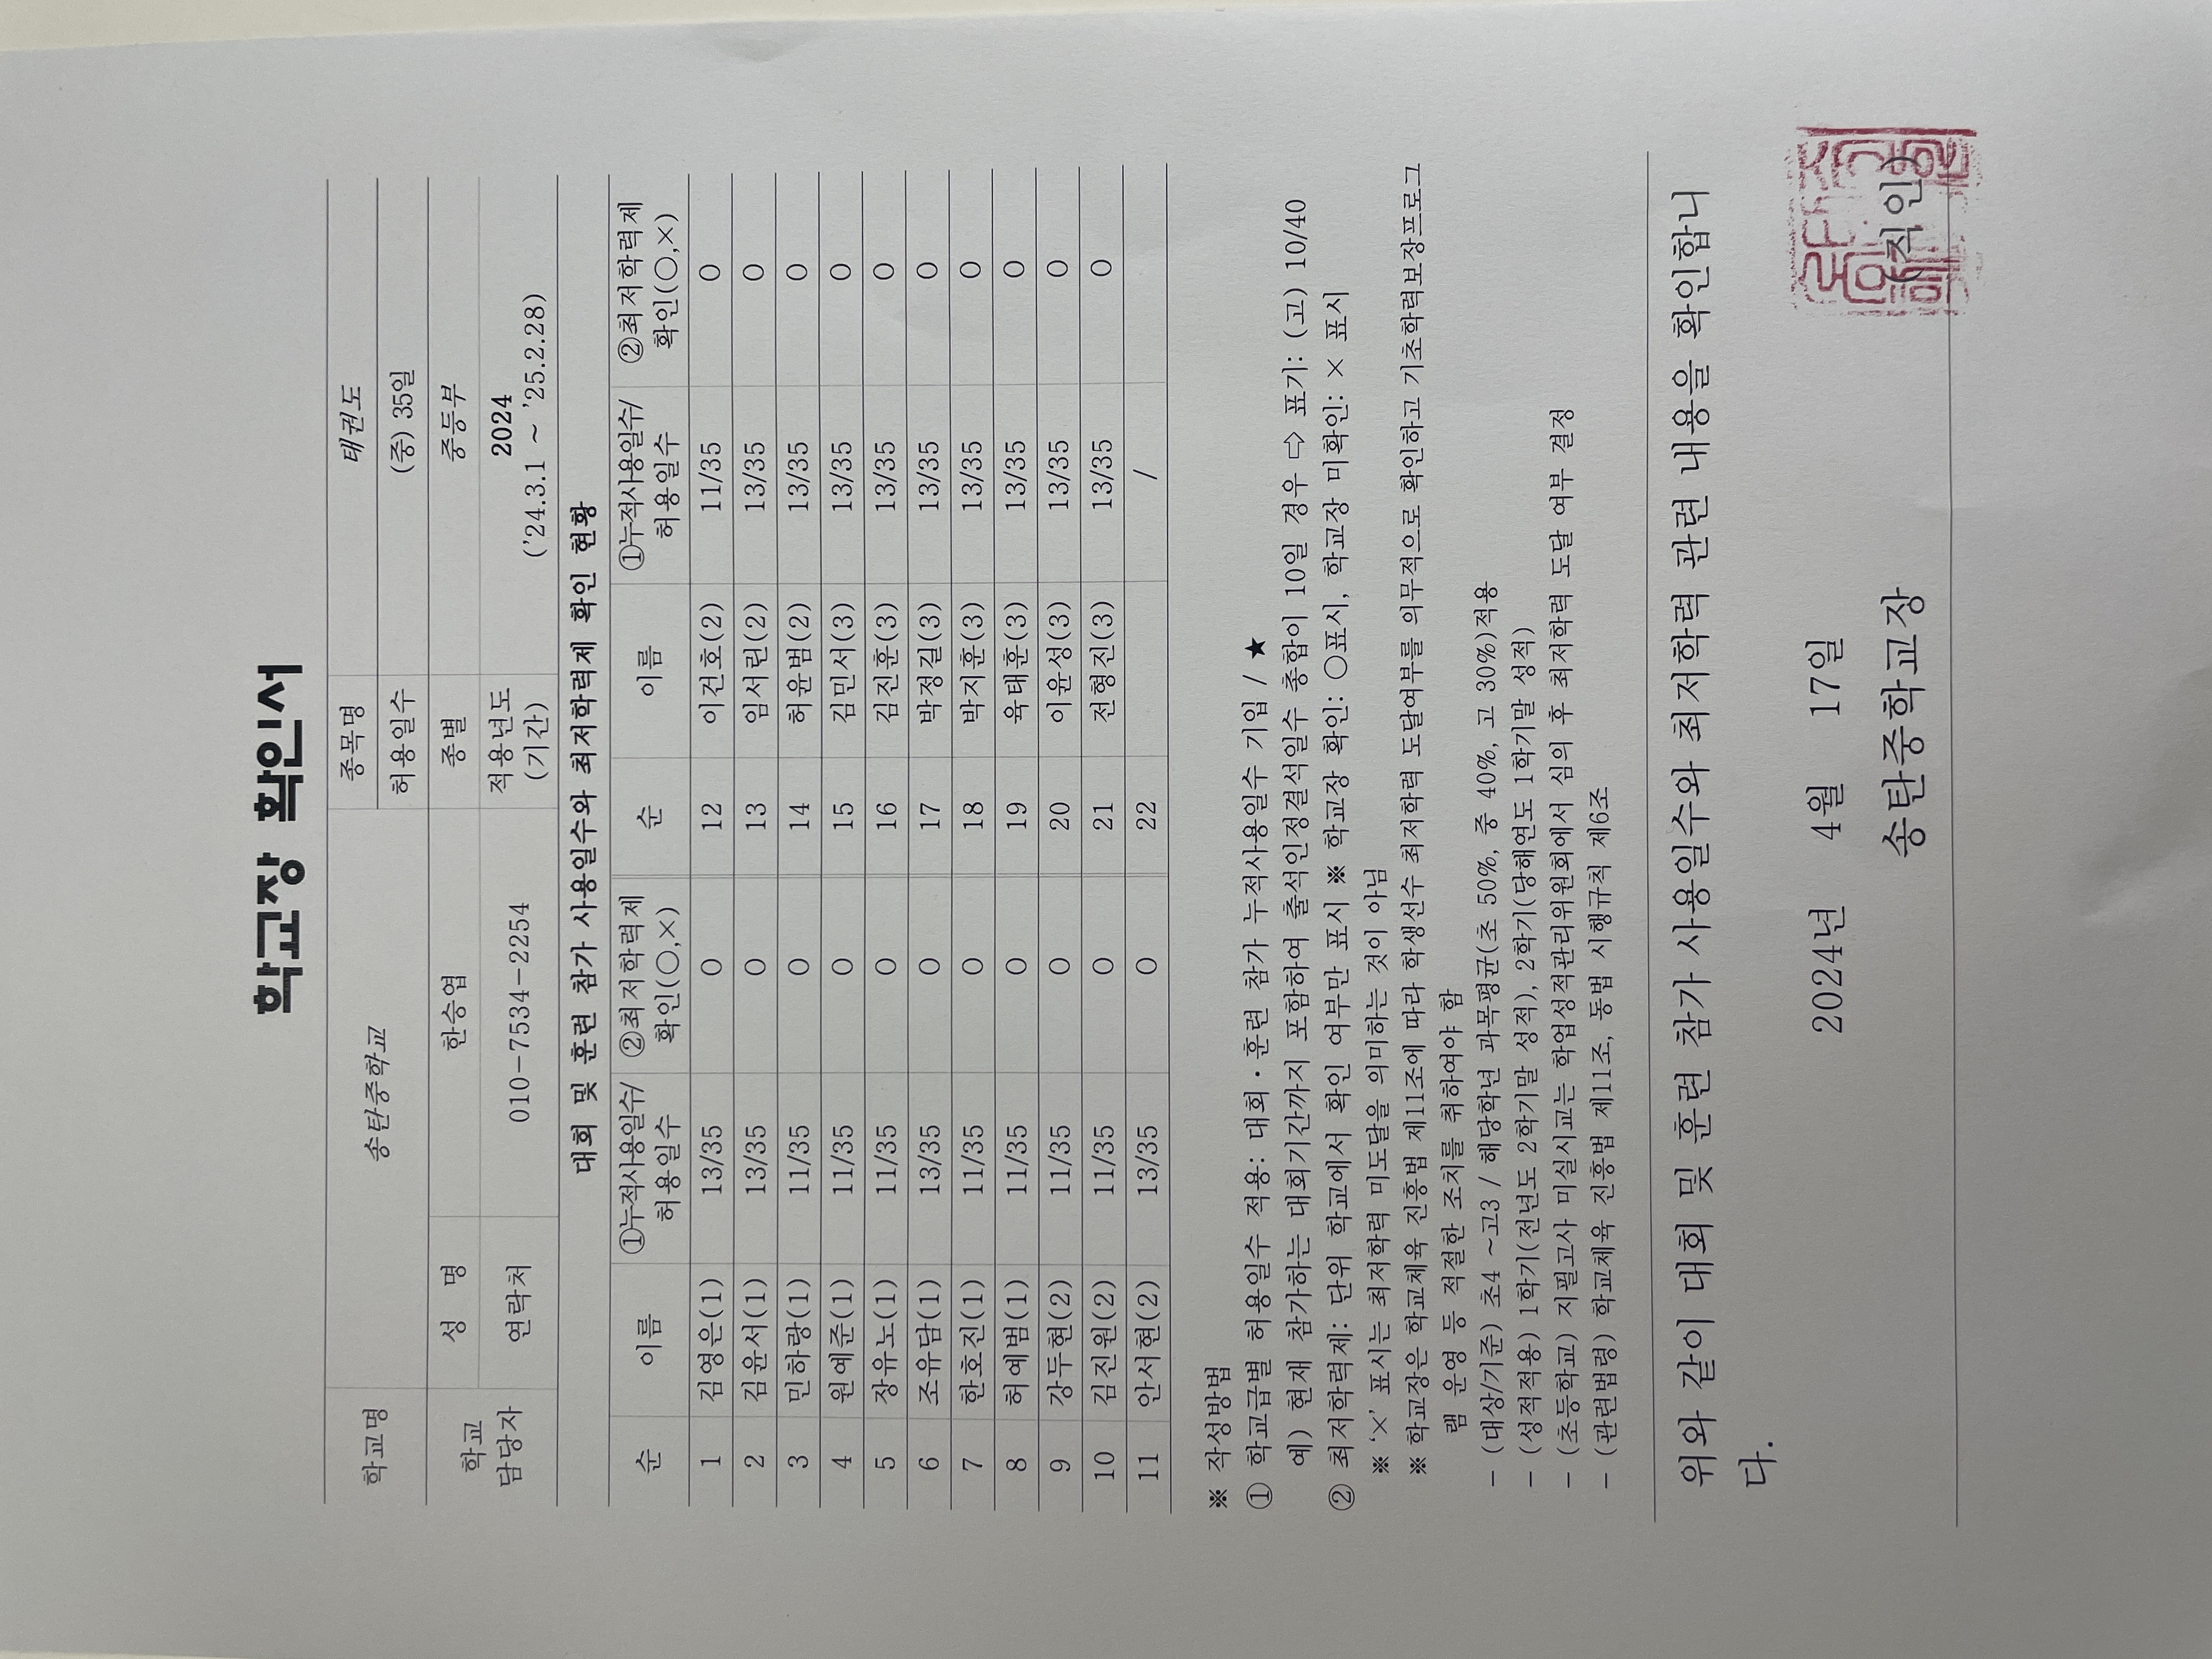 학교장 확인서
학교명 송탄중학교 종목명 태권도
허용일수 (중) 35일
학교 담당자 성 명 한승엽 종별 중등부
연락처 010-7534-2254 적용년도 (기간) 2024 ('24.3.1 ~ '25.2.28)
대회 및 훈련 참가 사용일수와 최저학력제 확인 현황
순 이름 ①누적사용일수/허용일수 ②최저학력제 확인(○,×) 순 이름 ①누적사용일수/허용일수 ②최저학력제 확인(○,×)
1 김영은(1) 13/35 O 12 이건호(2) 11/35 O
2 김윤서(1) 13/35 O 13 임서린(2) 13/35 O
3 민하랑(1) 11/35 O 14 허윤범(2) 13/35 O
4 원예준(1) 11/35 O 15 김민서(3) 13/35 O
5 장유노(1) 11/35 O 16 김진훈(3) 13/35 O
6 조유담(1) 13/35 O 17 박정길(3) 13/35 O
7 한호진(1) 11/35 O 18 박지훈(3) 13/35 O
8 허예범(1) 11/35 O 19 육태훈(3) 13/35 O
9 강두현(2) 11/35 O 20 이윤성(3) 13/35 O
10 김진원(2) 11/35 O 21 전형진(3) 13/35 O
11 안서현(2) 13/35 O 22 /
※ 작성방법
① 학교급별 허용일수 적용: 대회·훈련 참가 누적사용일수 기입 / ★
예) 현재 참가하는 대회기간까지 포함하여 출석인정결석일수 총합이 10일 경우 ⇨ 표기: (고) 10/40
② 최저학력제: 단위 학교에서 확인 여부만 표시 ※ 학교장 확인: ○표시, 학교장 미확인: × 표시
※ '×' 표시는 최저학력 미도달을 의미하는 것이 아님
※ 학교장은 학교체육 진흥법 제11조에 따라 학생선수 최저학력 도달여부를 의무적으로 확인하고 기초학력보장프로그
램 운영 등 적절한 조치를 취하여야 함
- (대상/기준) 초4 ~고3 / 해당학년 과목평균(초 50%, 중 40%, 고 30%)적용
- (성적적용) 1학기(전년도 2학기말 성적), 2학기(당해연도 1학기말 성적)
- (초등학교) 지필고사 미실시교는 학업성적관리위원회에서 심의 후 최저학력 도달 여부 결정
- (관련법령) 학교체육 진흥법 제11조, 동법 시행규칙 제6조
위와 같이 대회 및 훈련 참가 사용일수와 최저학력 관련 내용을 확인합니
다.
2024년 4월 17일
송탄중학교장 (직인)